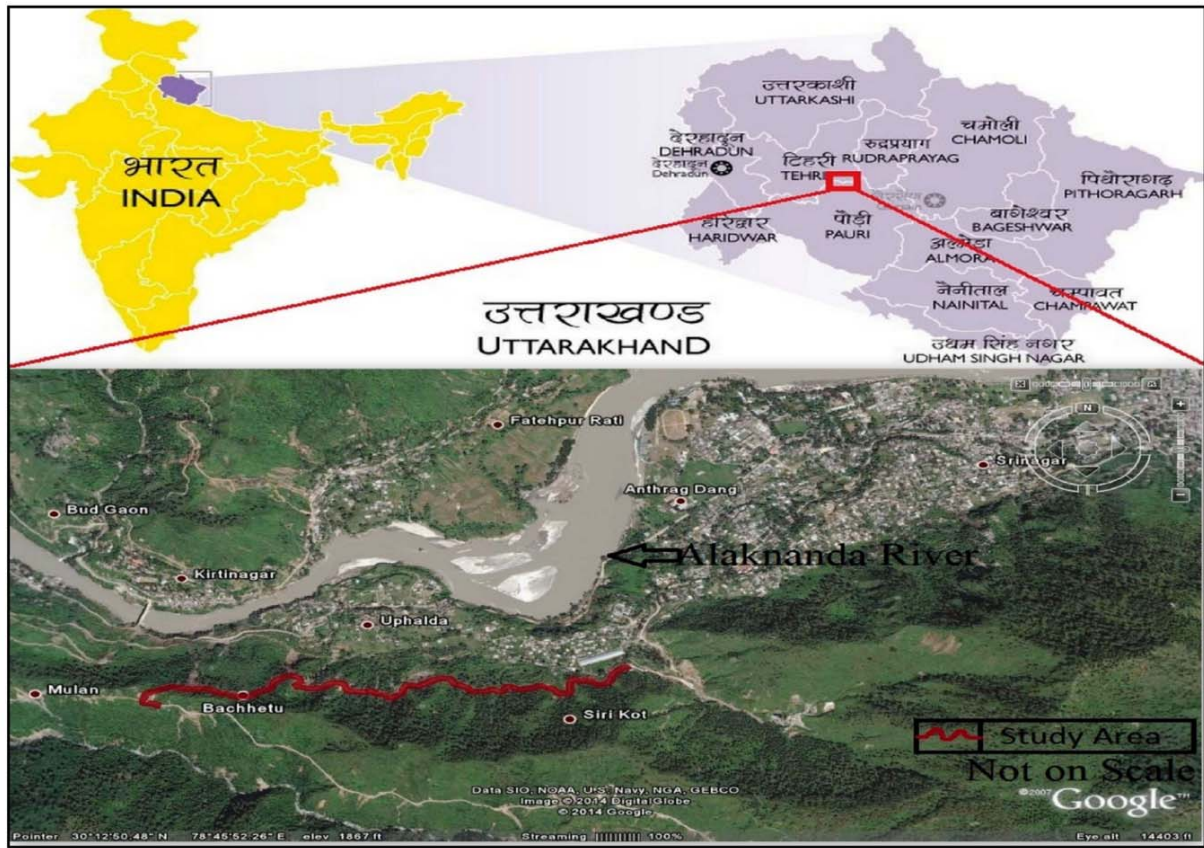 भारत
INDIA
उत्तरकाशी
UTTARKASHI
चमोली
CHAMOLI
देहरादून
DEHRADUN
देहरादून
Dehradun
टिहरी
TEHRI
रुद्रप्रयाग
RUDRAPRAYAG
पिथौरागढ़
PITHORAGARH
हरिद्वार
HARIDWAR
पौड़ी
PAURI
बागेश्वर
BAGESHWAR
अल्मोड़ा
ALMORA
नैनीताल
NAINITAL
चम्पावत
CHAMPAWAT
उधम सिंह नगर
UDHAM SINGH NAGAR
उत्तराखण्ड
UTTARAKHAND
Fatehpur Rati
N
Srinagar
Anthrag Dang
Bud Gaon
Alaknanda River
Kirtinagar
Uphalda
Mulan
Bachhetu
Siri Kot
Study Area
Not on Scale
Data SIO, NOAA, U.S. Navy, NGA, GEBCO
Image © 2014 DigitalGlobe
© 2014 Google
©2007 Google™
Pointer 30°12'50.48" N 78°45'52.26" E elev 1867 ft Streaming 100% Eye alt 14403 ft